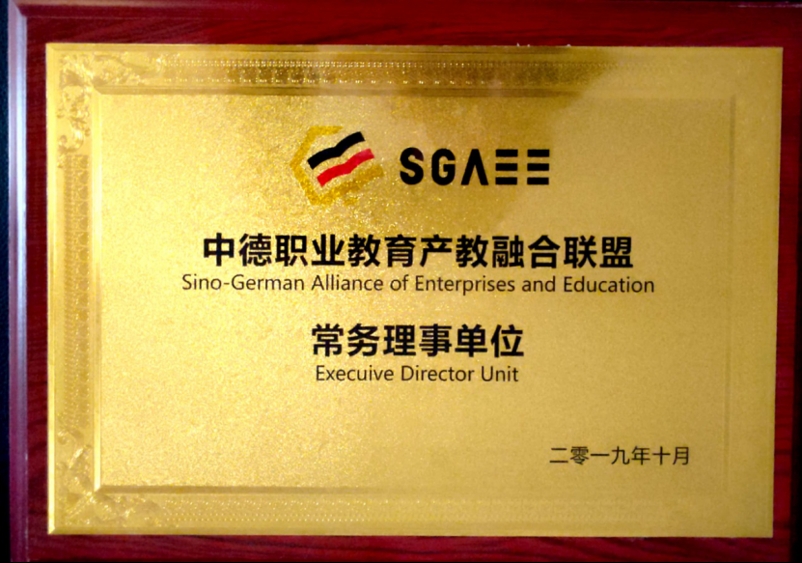 SGAEE
中德职业教育产教融合联盟
Sino-German Alliance of Enterprises and Education
常务理事单位
Execuive Director Unit
二零一九年十月